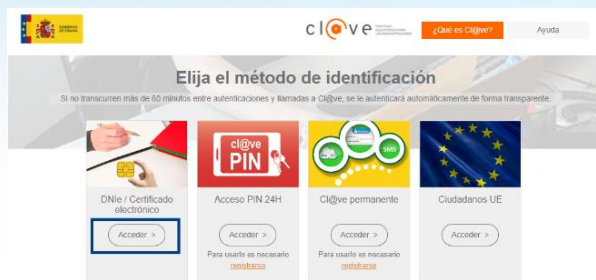 GOBIERNO
DE ESPAÑA
cl@ve
¿Qué es Cl@ve?
Ayuda
Elija el método de identificación
Si no transcurren más de 60 minutos entre autenticaciones y llamadas a Cl@ve, se le autenticará automáticamente de forma transparente.
cl@ve
PIN
SMS
DNIe / Certificado
electrónico
Acceder >
Acceso PIN 24H
Acceder >
Para usarlo es necesario
registrarse
Cl@ve permanente
Acceder >
Para usarlo es necesario
registrarse
Ciudadanos UE
Acceder >